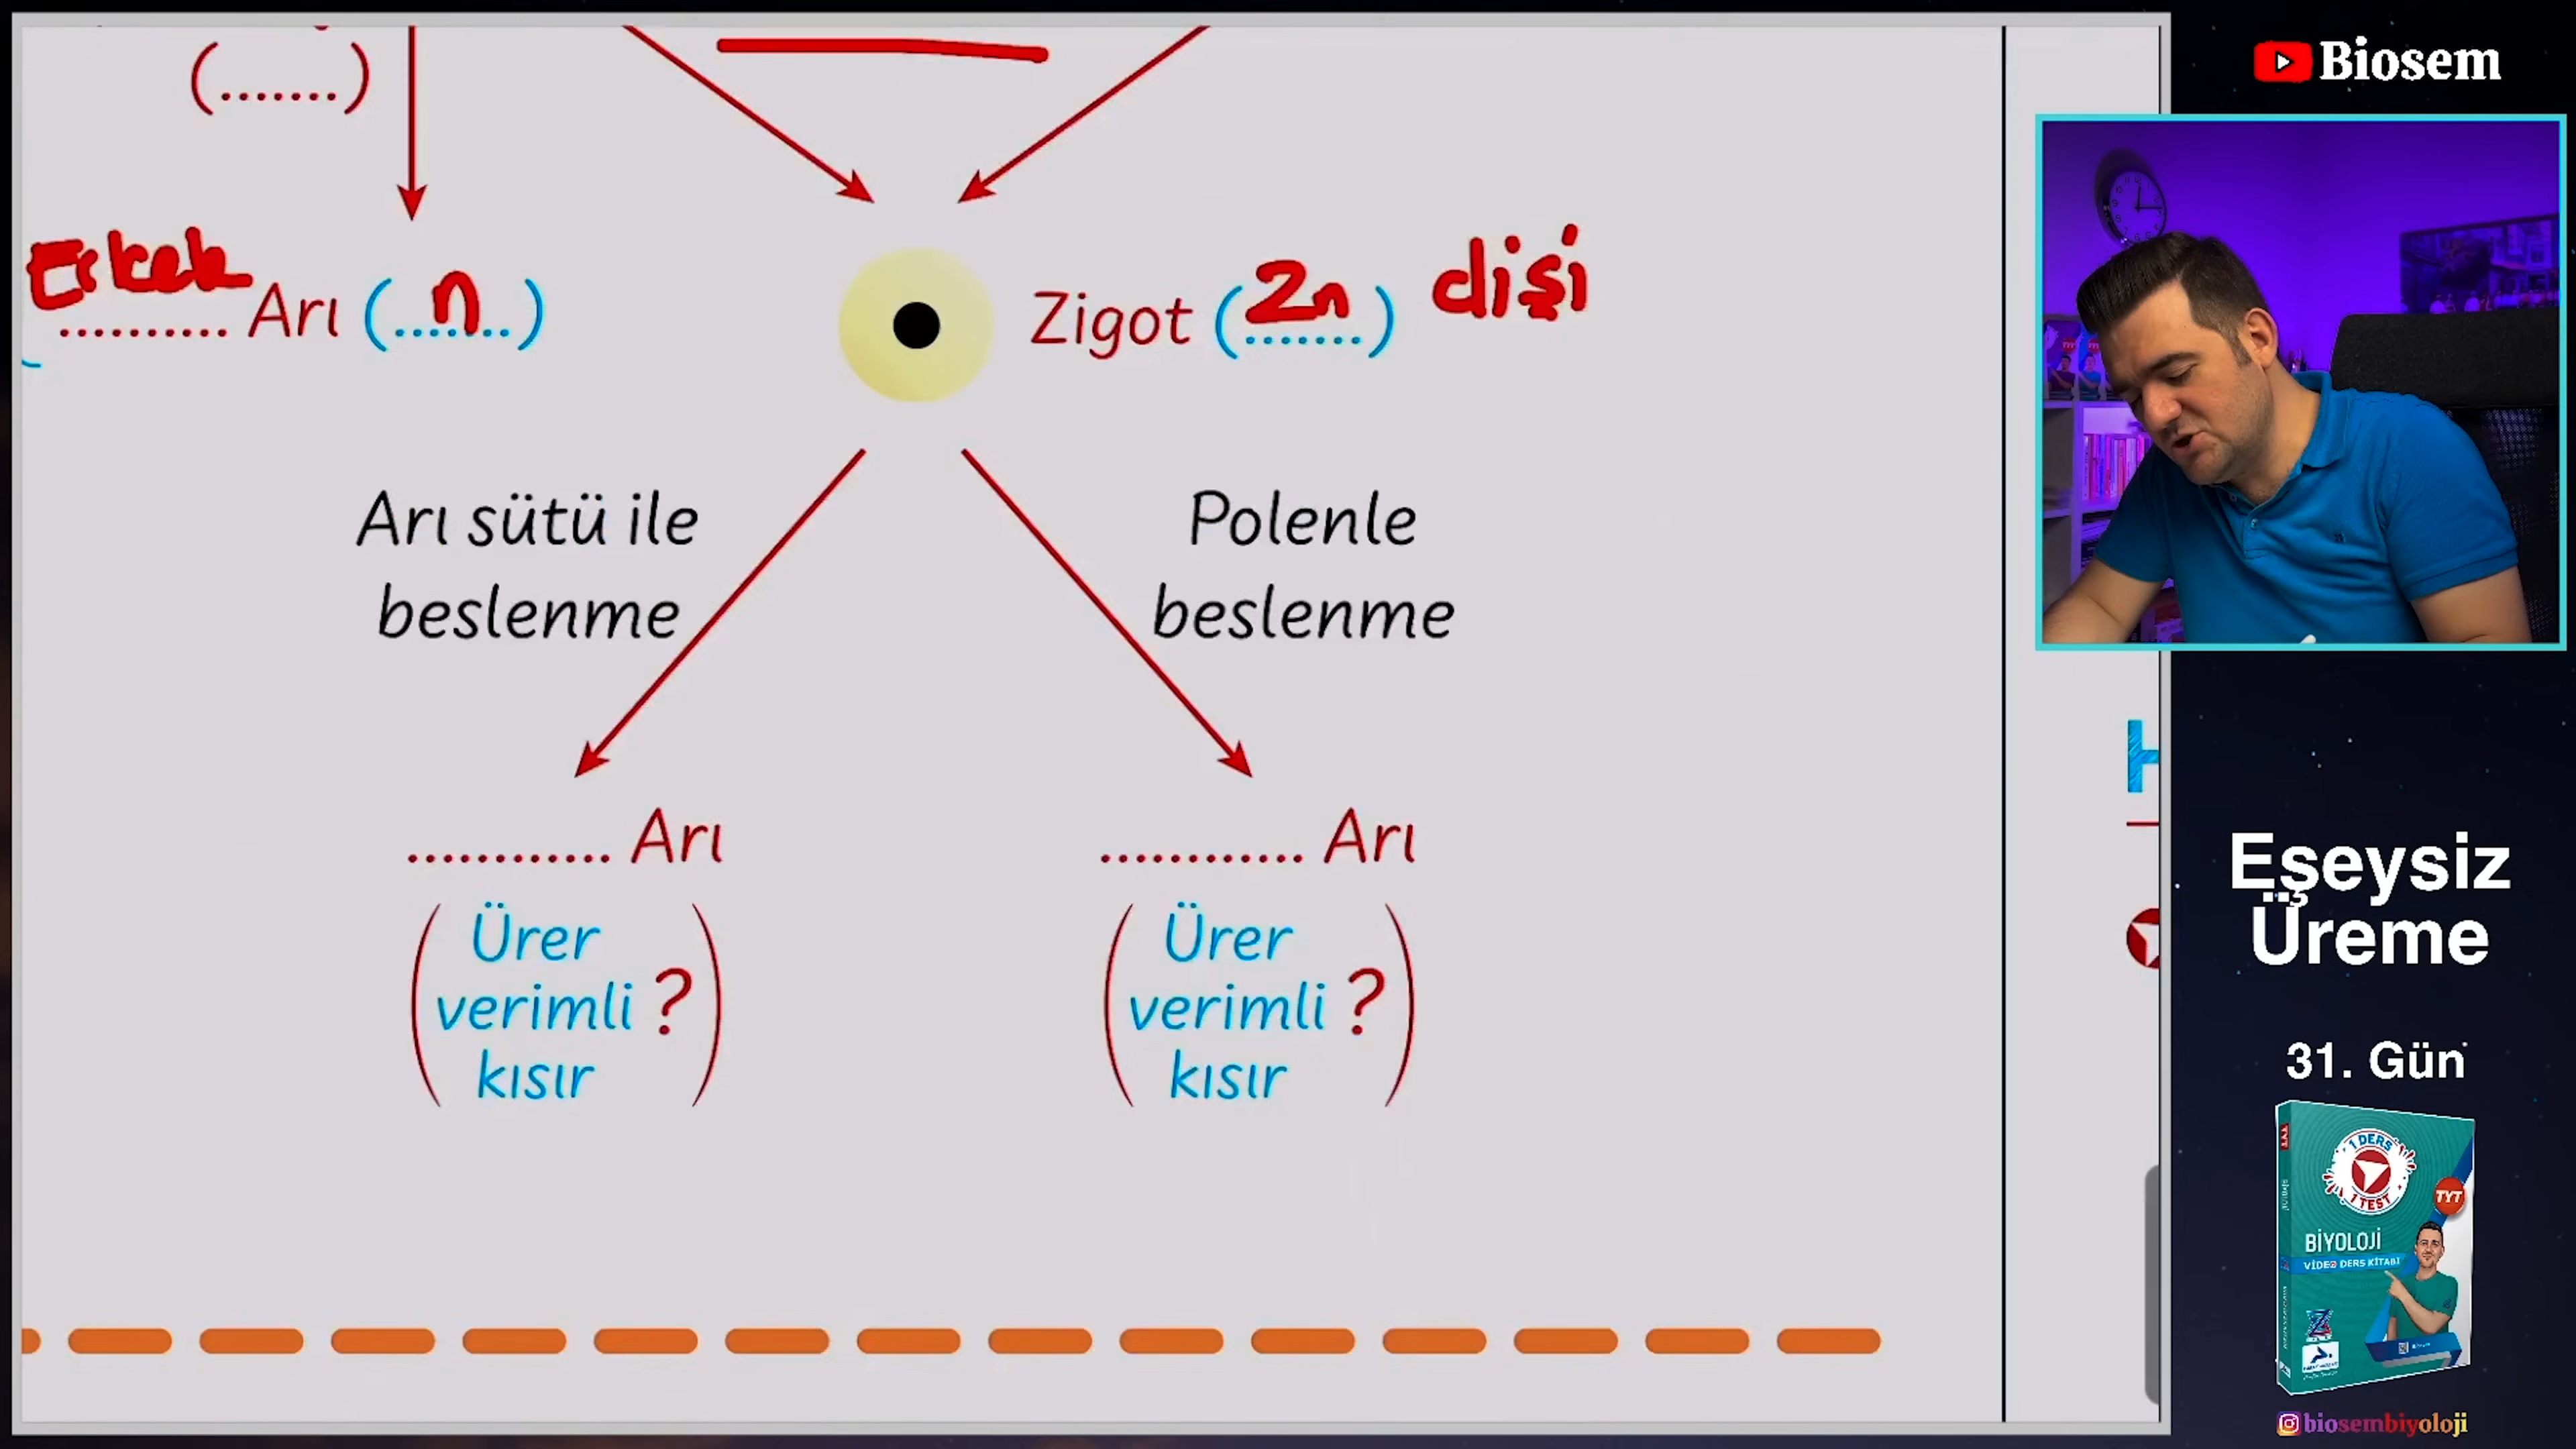 Biosem
(.......)
Erkek
.......... Arı (...n....)
Zigot (...2n....) dişi
Arı sütü ile
beslenme
Polenle
beslenme
............ Arı
(Ürer
verimli ?
kısır)
............ Arı
(Ürer
verimli ?
kısır)
H
Eşeysiz
Üreme
31. Gün
1 DERS
1 TEST
TYT
BİYOLOJİ
VİDEO DERS KİTABI
biosembiyoloji